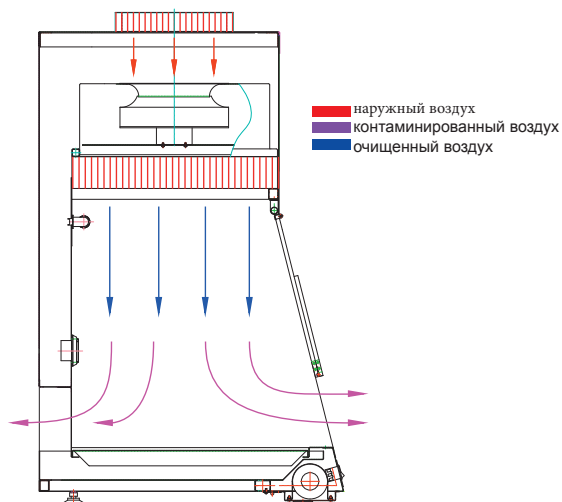 наружный воздух
контаминированный воздух
очищенный воздух